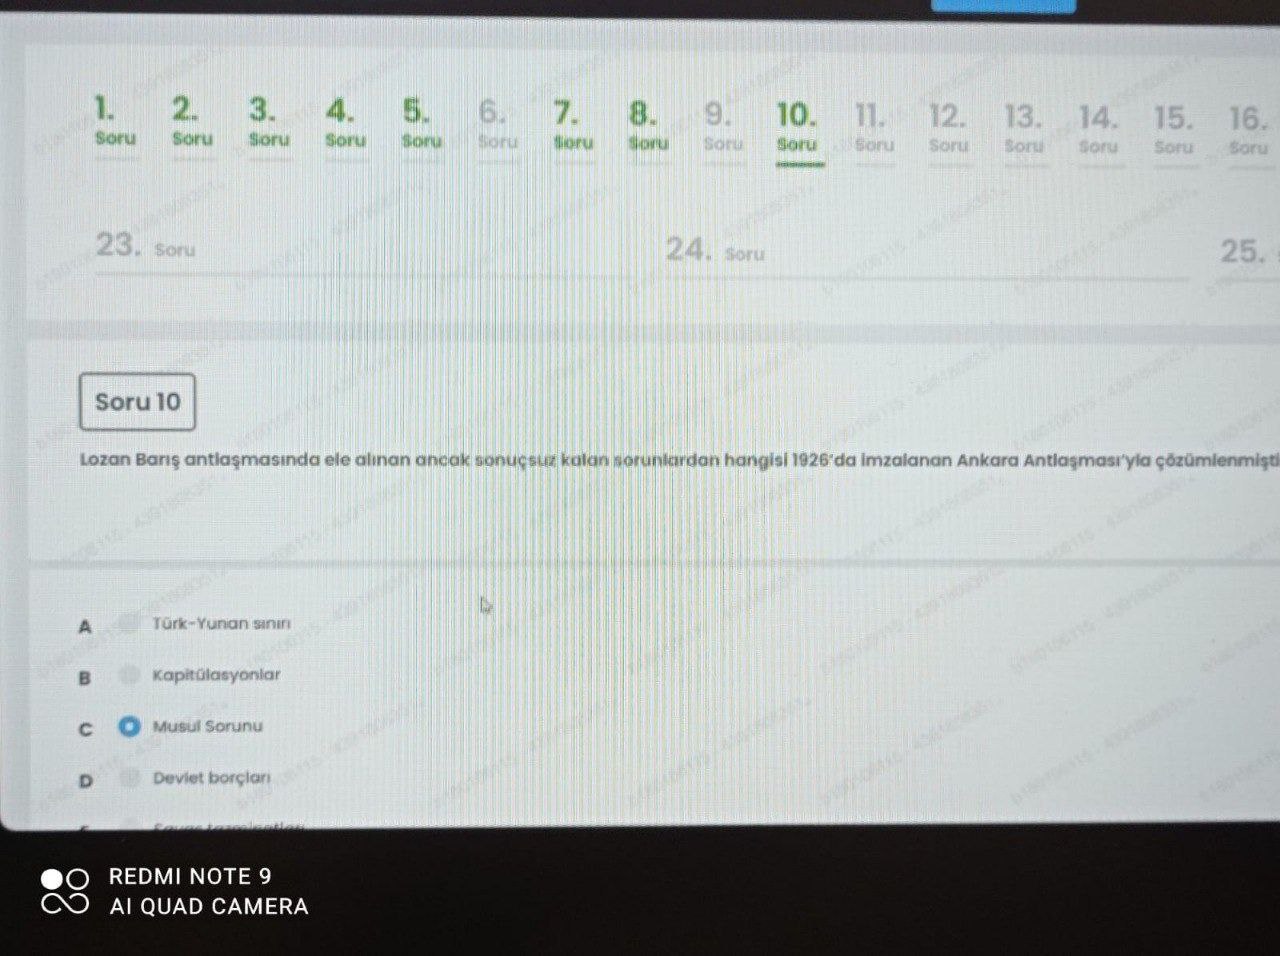 1. 2. 3. 4. 5. 6. 7. 8. 9. 10. 11. 12. 13. 14. 15. 16.
Soru Soru Soru Soru Soru Soru Soru Soru Soru Soru Soru Soru Soru Soru Soru Soru
23. Soru 24. Soru 25.
Soru 10
Lozan Barış antlaşmasında ele alınan ancak sonuçsuz kalan sorunlardan hangisi 1926'da imzalanan Ankara Antlaşması'yla çözümlenmişti
A Türk-Yunan sınırı
B Kapitülasyonlar
C Musul Sorunu
D Devlet borçları
REDMI NOTE 9
AI QUAD CAMERA